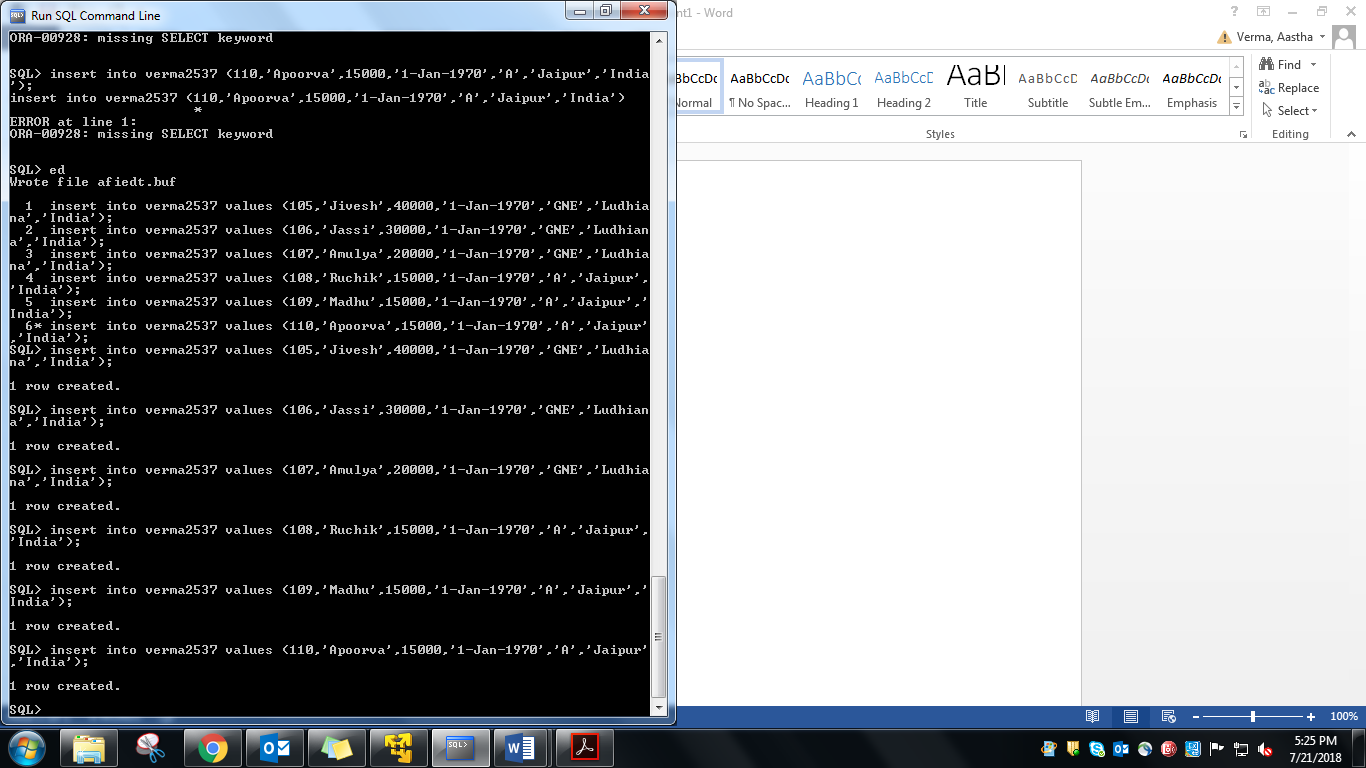 Run SQL Command Line
ORA-00928: missing SELECT keyword
SQL> insert into verma2537 (110,'Apoorva',15000,'1-Jan-1970','A','Jaipur','India
');
insert into verma2537 (110,'Apoorva',15000,'1-Jan-1970','A','Jaipur','India')
*
ERROR at line 1:
ORA-00928: missing SELECT keyword
SQL> ed
Wrote file afiedt.buf
1 insert into verma2537 values (105,'Jivesh',40000,'1-Jan-1970','GNE','Ludhia
na','India');
2 insert into verma2537 values (106,'Jassi',30000,'1-Jan-1970','GNE','Ludhian
a','India');
3 insert into verma2537 values (107,'Amulya',20000,'1-Jan-1970','GNE','Ludhia
na','India');
4 insert into verma2537 values (108,'Ruchik',15000,'1-Jan-1970','A','Jaipur',
'India');
5 insert into verma2537 values (109,'Madhu',15000,'1-Jan-1970','A','Jaipur','
India');
6* insert into verma2537 values (110,'Apoorva',15000,'1-Jan-1970','A','Jaipur'
,'India');
SQL> insert into verma2537 values (105,'Jivesh',40000,'1-Jan-1970','GNE','Ludhia
na','India');
1 row created.
SQL> insert into verma2537 values (106,'Jassi',30000,'1-Jan-1970','GNE','Ludhian
a','India');
1 row created.
SQL> insert into verma2537 values (107,'Amulya',20000,'1-Jan-1970','GNE','Ludhia
na','India');
1 row created.
SQL> insert into verma2537 values (108,'Ruchik',15000,'1-Jan-1970','A','Jaipur',
'India');
1 row created.
SQL> insert into verma2537 values (109,'Madhu',15000,'1-Jan-1970','A','Jaipur','
India');
1 row created.
SQL> insert into verma2537 values (110,'Apoorva',15000,'1-Jan-1970','A','Jaipur'
,'India');
1 row created.
SQL>
nt1 - Word
Verma, Aastha
BbCcDc AaBbCcDc AaBbCc AaBbCcD AaBl AaBbCcD AaBbCcDc AaBbCcDc
Normal ¶ No Spac... Heading 1 Heading 2 Title Subtitle Subtle Em... Emphasis
Styles
Find
Replace
Select
Editing
100%
5:25 PM
7/21/2018